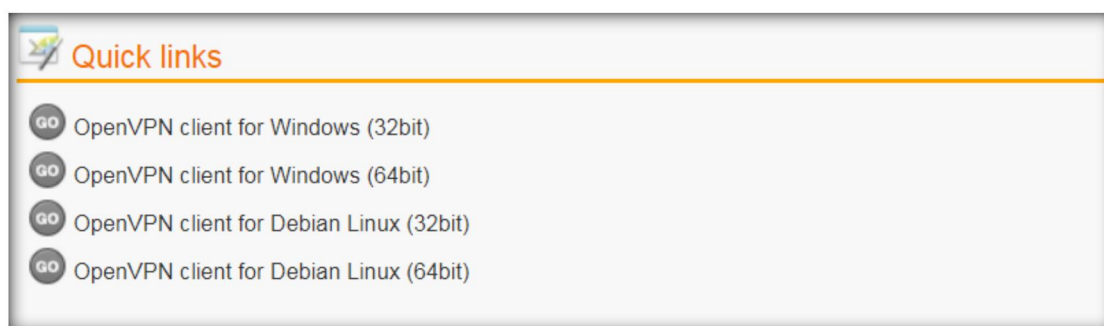 Quick links
GO OpenVPN client for Windows (32bit)
GO OpenVPN client for Windows (64bit)
GO OpenVPN client for Debian Linux (32bit)
GO OpenVPN client for Debian Linux (64bit)